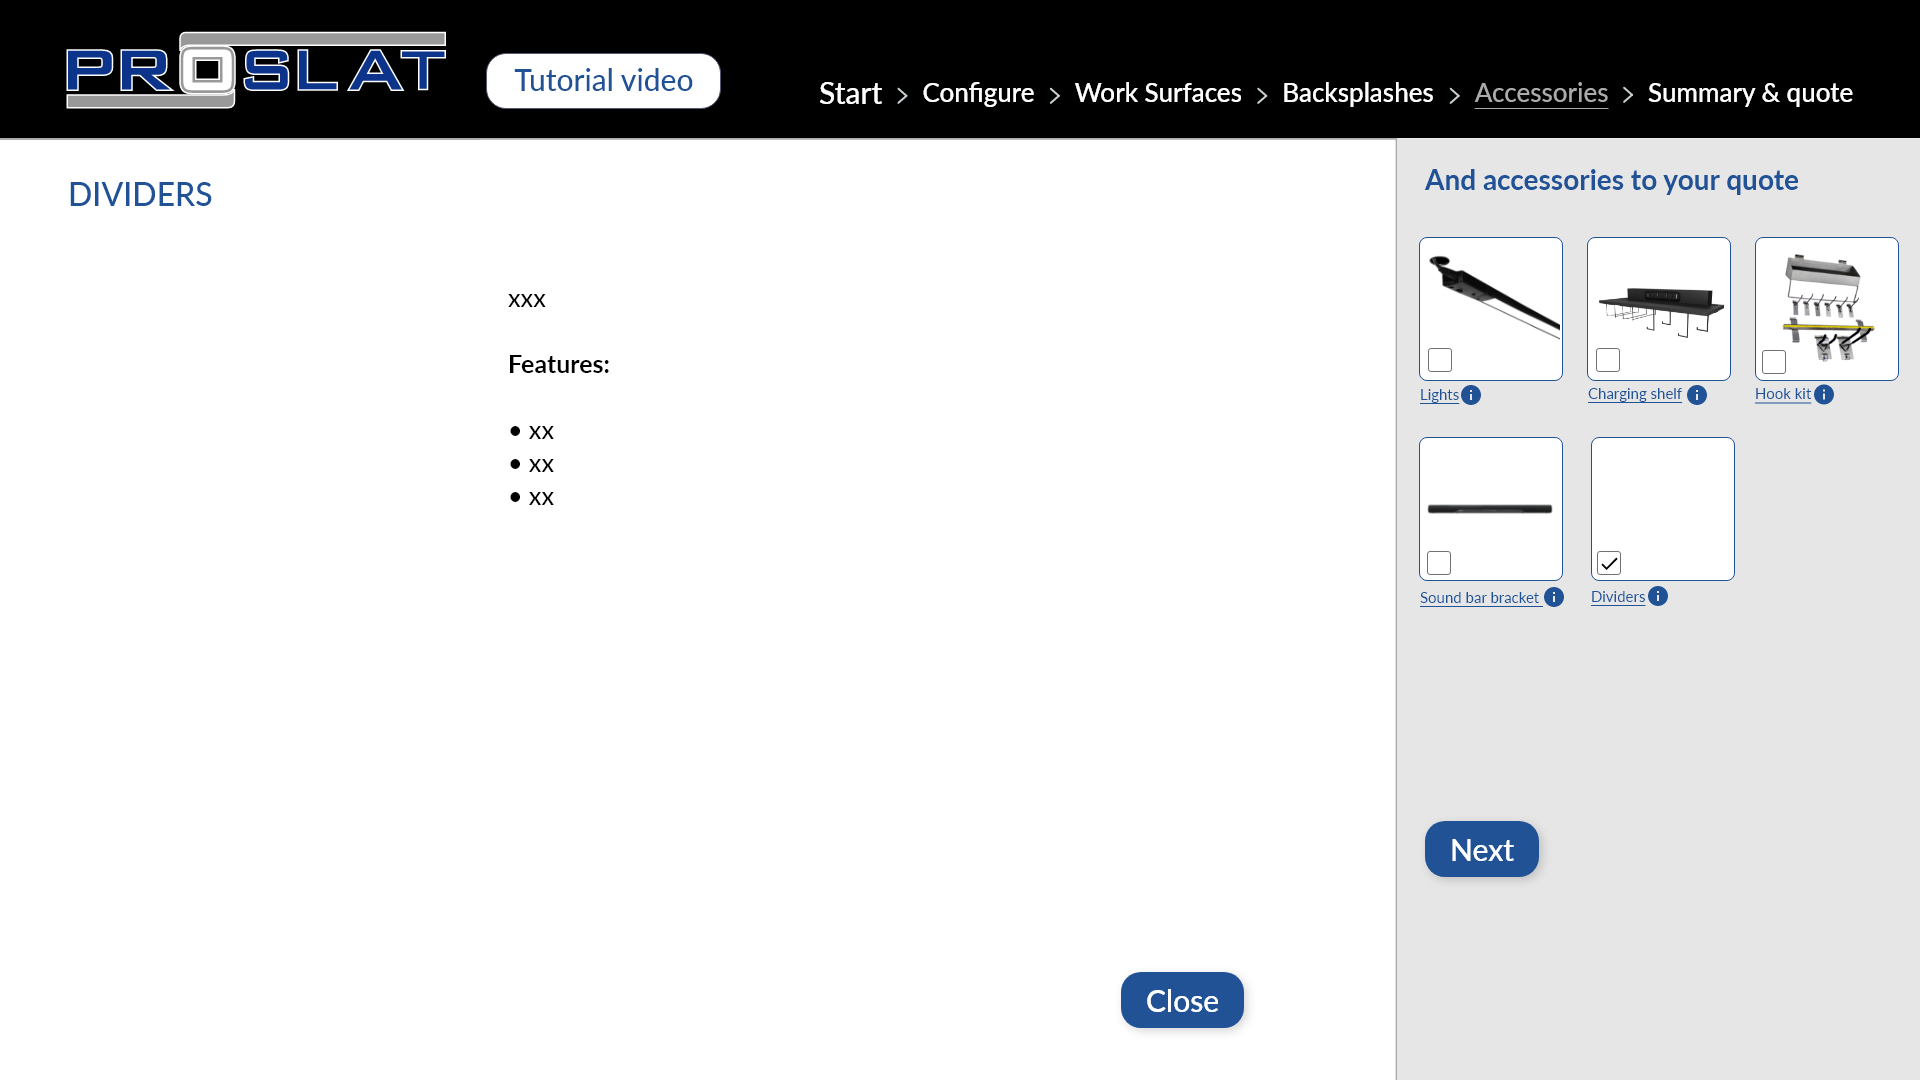 PROSLAT
Tutorial video
Start > Configure > Work Surfaces > Backsplashes > Accessories > Summary & quote
DIVIDERS
xxx
Features:
• xx
• xx
• xx
Close
And accessories to your quote
Lights i
Charging shelf i
Hook kit i
Sound bar bracket i
Dividers i
Next